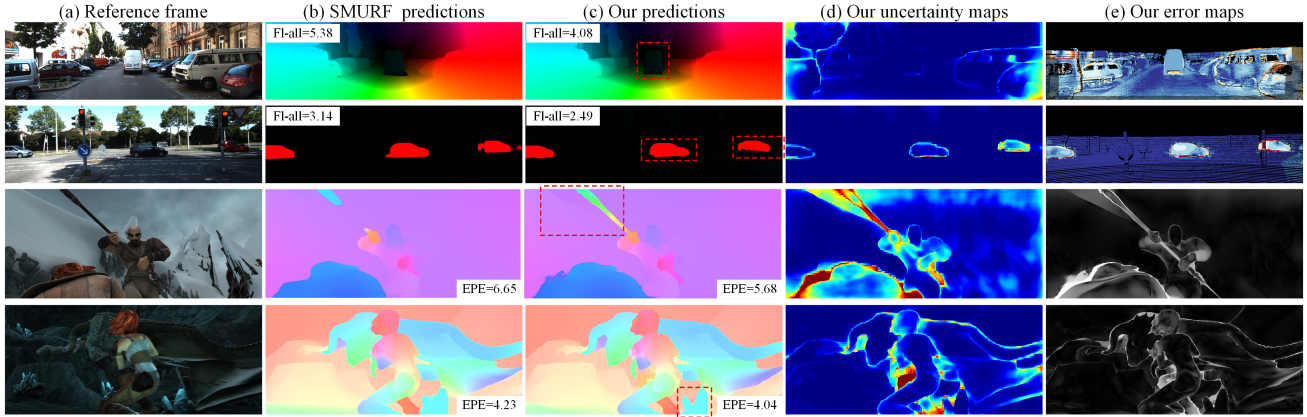 (a) Reference frame (b) SMURF predictions (c) Our predictions (d) Our uncertainty maps (e) Our error maps
Fl-all=5.38 Fl-all=4.08
Fl-all=3.14 Fl-all=2.49
EPE=6.65 EPE=5.68
EPE=4.23 EPE=4.04